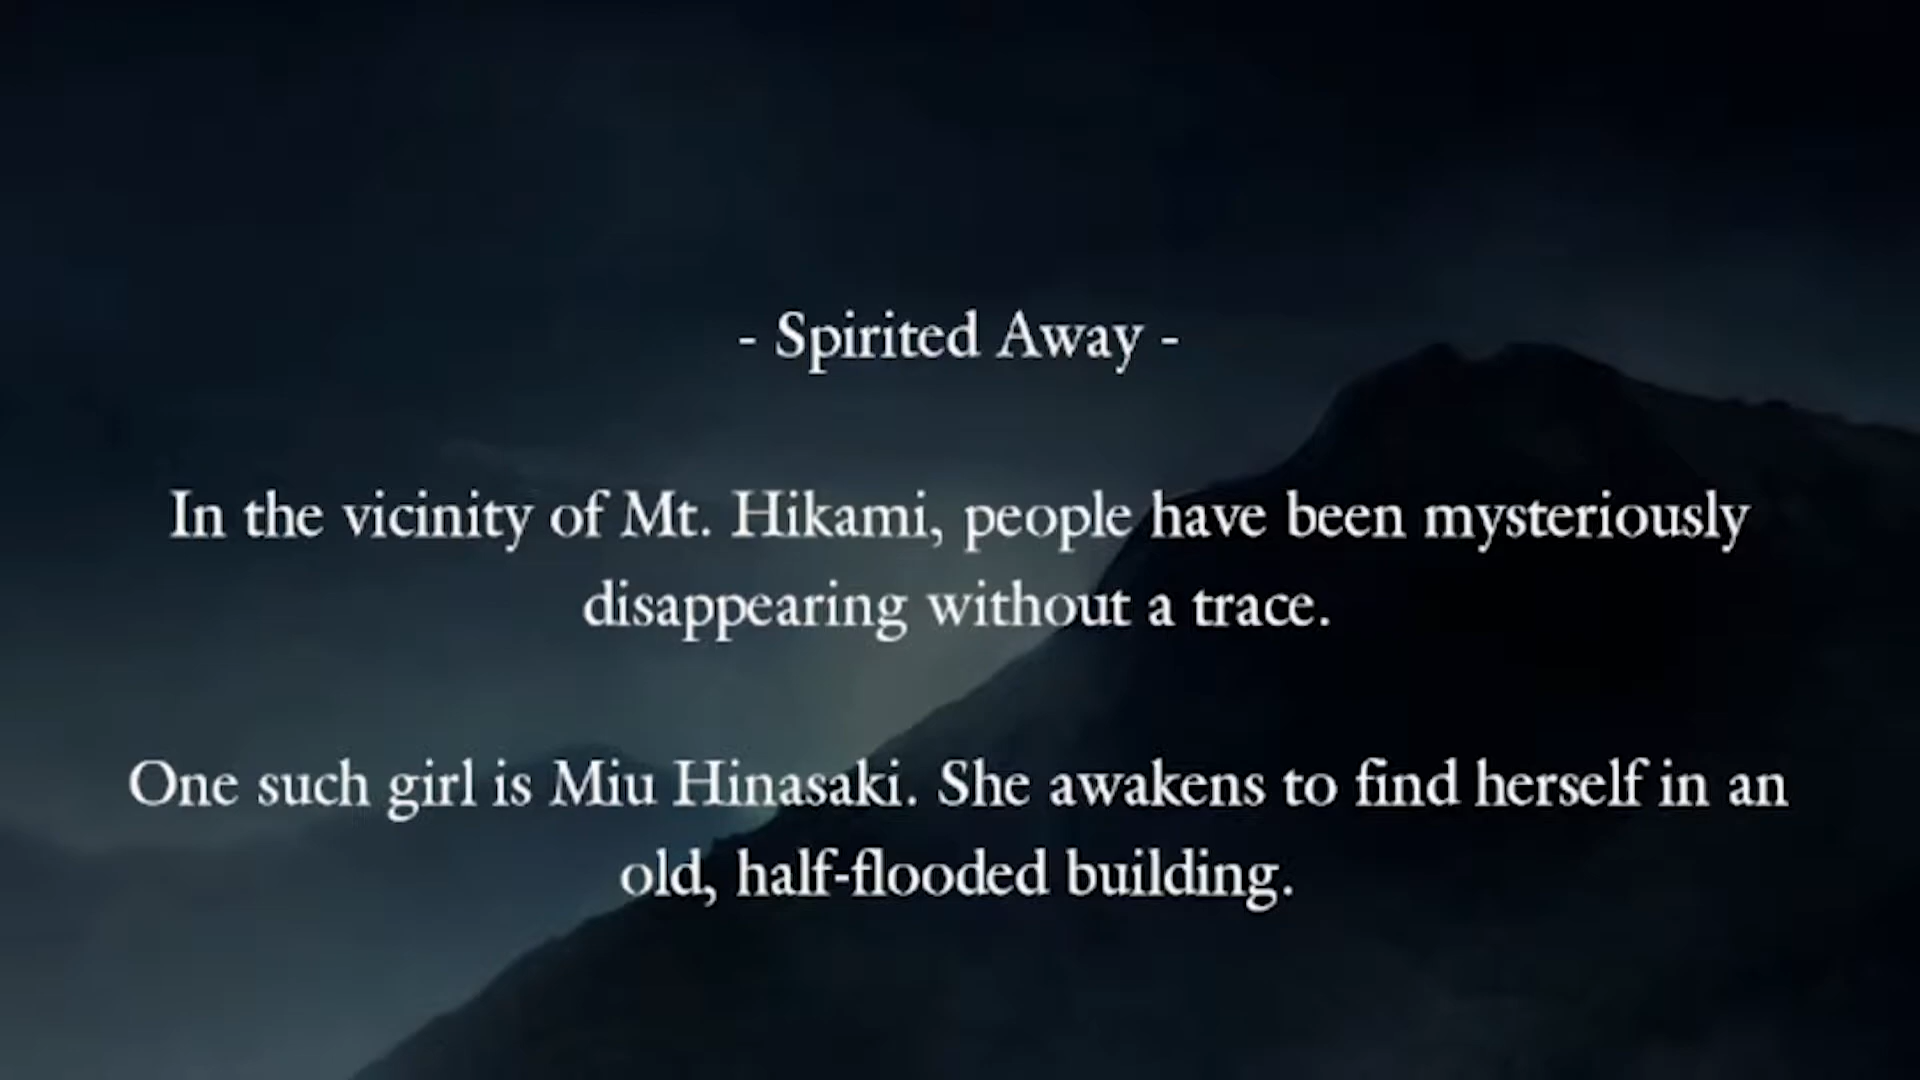 - Spirited Away -
In the vicinity of Mt. Hikami, people have been mysteriously
disappearing without a trace.
One such girl is Miu Hinasaki. She awakens to find herself in an
old, half-flooded building.